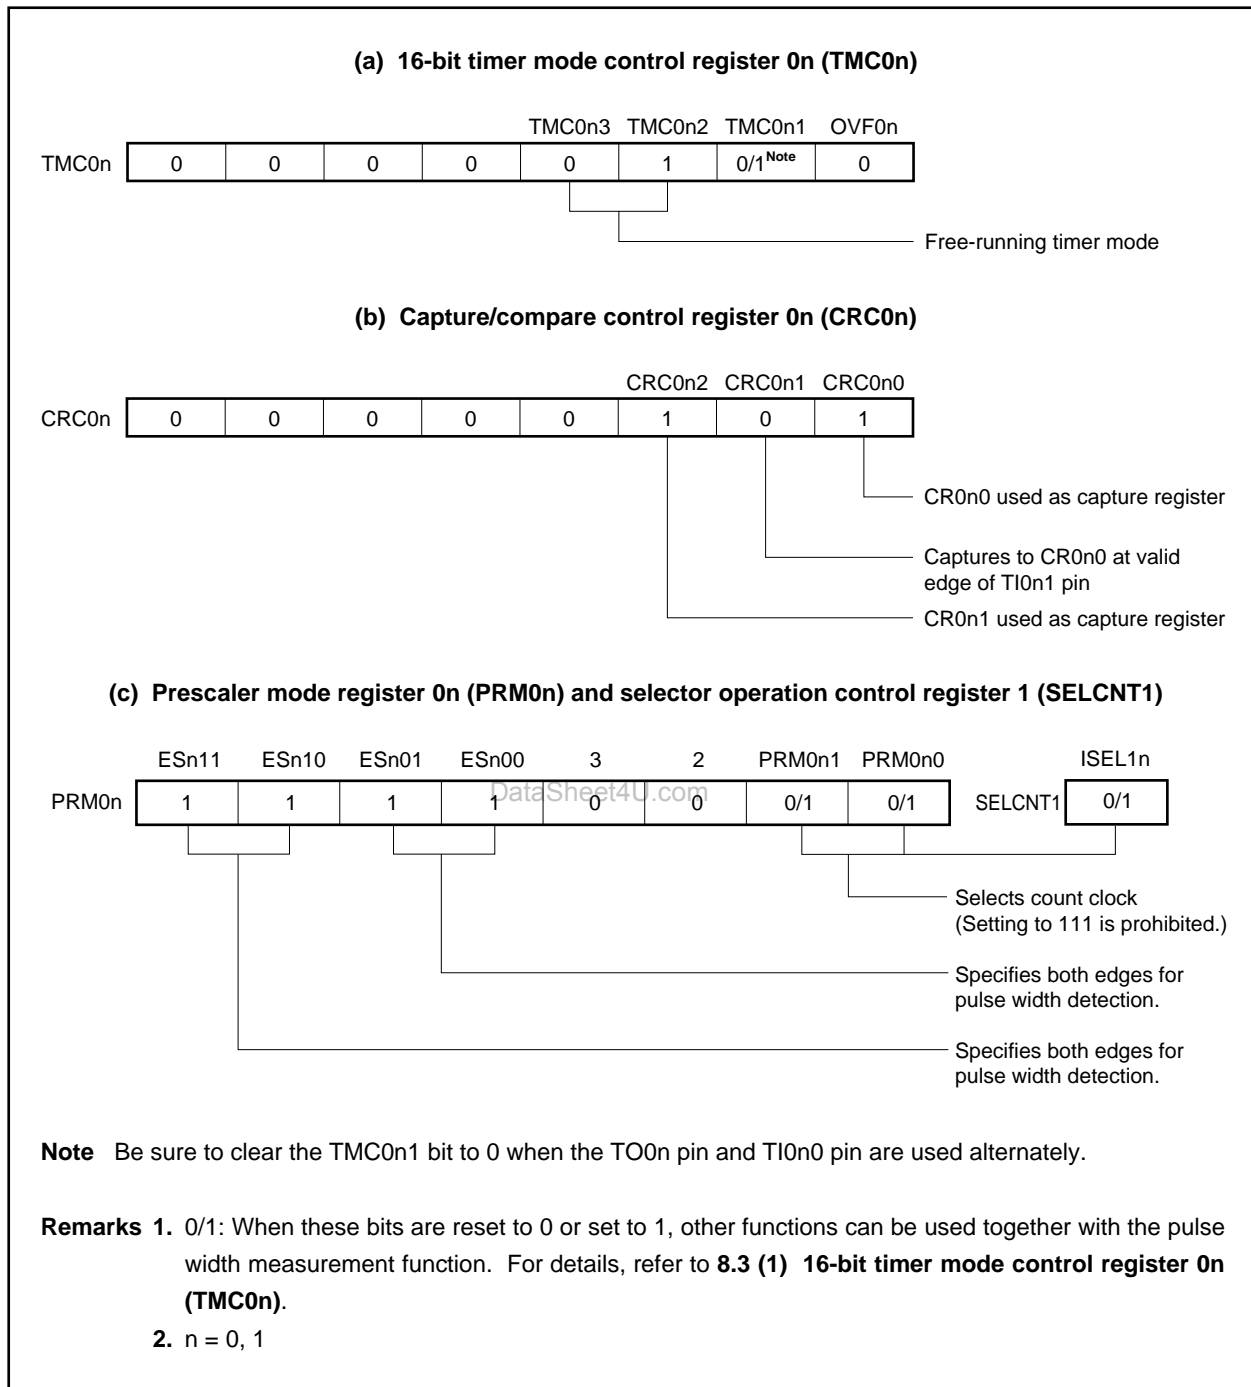 (a) 16-bit timer mode control register 0n (TMC0n)
TMC0n3 TMC0n2 TMC0n1 OVF0n
TMC0n 0 0 0 0 0 1 0/1Note 0
Free-running timer mode
(b) Capture/compare control register 0n (CRC0n)
CRC0n2 CRC0n1 CRC0n0
CRC0n 0 0 0 0 0 1 0 1
CR0n0 used as capture register
Captures to CR0n0 at valid
edge of TI0n1 pin
CR0n1 used as capture register
(c) Prescaler mode register 0n (PRM0n) and selector operation control register 1 (SELCNT1)
ESn11 ESn10 ESn01 ESn00 3 2 PRM0n1 PRM0n0 ISEL1n
PRM0n 1 1 1 1 0 0 0/1 0/1 SELCNT1 0/1
DataSheet4U.com
Selects count clock
(Setting to 111 is prohibited.)
Specifies both edges for
pulse width detection.
Specifies both edges for
pulse width detection.
Note Be sure to clear the TMC0n1 bit to 0 when the TO0n pin and TI0n0 pin are used alternately.
Remarks 1. 0/1: When these bits are reset to 0 or set to 1, other functions can be used together with the pulse
width measurement function. For details, refer to 8.3 (1) 16-bit timer mode control register 0n
(TMC0n).
2. n = 0, 1